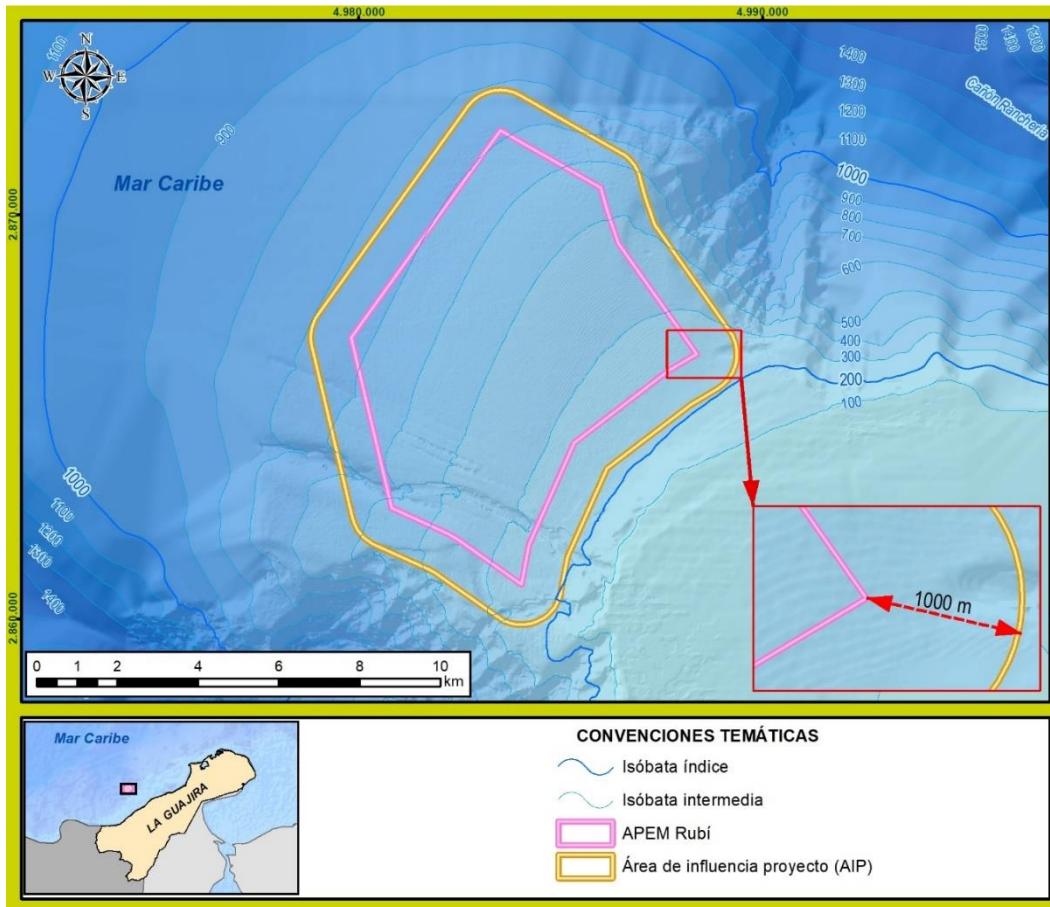 4.980.000
4.990.000
2.870.000
2.860.000
N
W E
S
1100
900
Mar Caribe
1400
1300
1200
1100
1000
900
800
700
600
500
400
300
200
100
1500
1400
1300
Cañón Ranchería
1000
1100
1200
1300
1400
1000 m
0 1 2 4 6 8 10
km
Mar Caribe
LA GUAJIRA
CONVENCIONES TEMÁTICAS
Isóbata índice
Isóbata intermedia
APEM Rubí
Área de influencia proyecto (AIP)